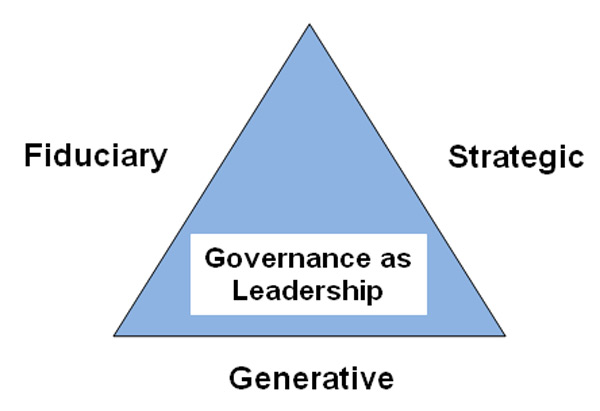 Fiduciary
Strategic
Governance as
Leadership
Generative